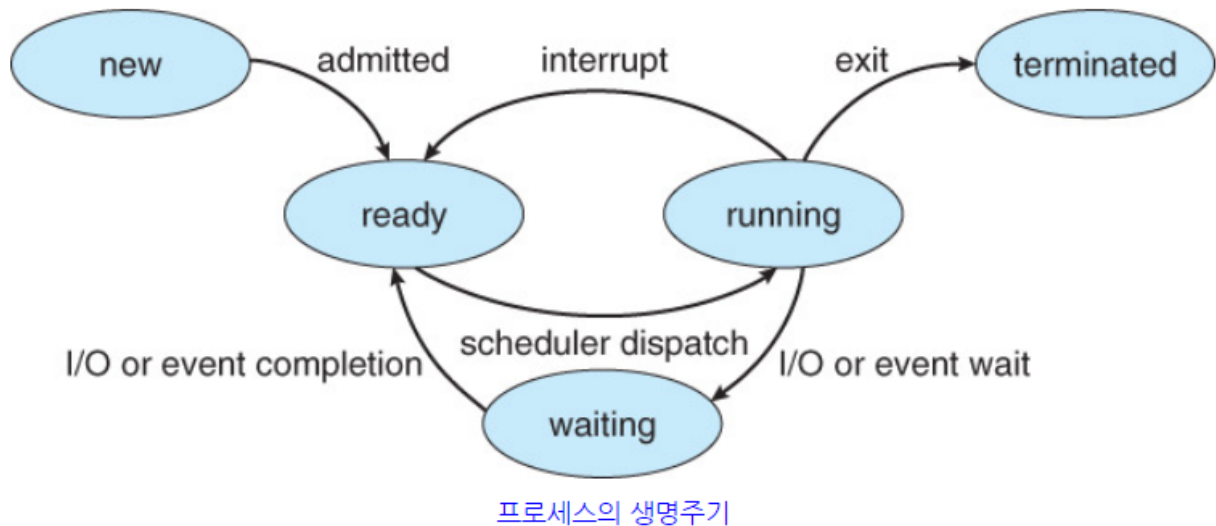 new
admitted
interrupt
exit
terminated
ready
running
I/O or event completion
scheduler dispatch
I/O or event wait
waiting
프로세스의 생명주기